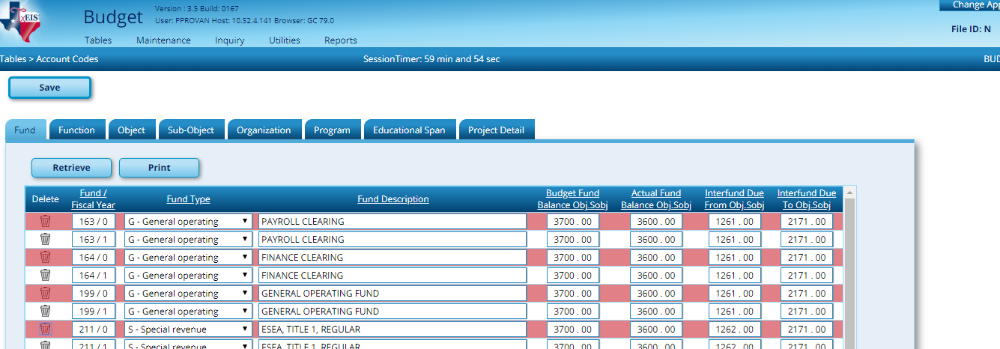 TxEIS
Budget
Version : 3.5 Build: 0167
User: PPROVAN Host: 10.52.4.141 Browser: GC 79.0
Change App
File ID: N
Tables Maintenance Inquiry Utilities Reports
Tables > Account Codes SessionTimer: 59 min and 54 sec BUD
Save
Fund Function Object Sub-Object Organization Program Educational Span Project Detail
Retrieve Print
Delete Fund / Fiscal Year Fund Type Fund Description Budget Fund Balance Obj.Sobj Actual Fund Balance Obj.Sobj Interfund Due From Obj.Sobj Interfund Due To Obj.Sobj
163 / 0 G - General operating PAYROLL CLEARING 3700 . 00 3600 . 00 1261 . 00 2171 . 00
163 / 1 G - General operating PAYROLL CLEARING 3700 . 00 3600 . 00 1261 . 00 2171 . 00
164 / 0 G - General operating FINANCE CLEARING 3700 . 00 3600 . 00 1261 . 00 2171 . 00
164 / 1 G - General operating FINANCE CLEARING 3700 . 00 3600 . 00 1261 . 00 2171 . 00
199 / 0 G - General operating GENERAL OPERATING FUND 3700 . 00 3600 . 00 1261 . 00 2171 . 00
199 / 1 G - General operating GENERAL OPERATING FUND 3700 . 00 3600 . 00 1261 . 00 2171 . 00
211 / 0 S - Special revenue ESEA, TITLE 1, REGULAR 3700 . 00 3600 . 00 1262 . 00 2171 . 00
211 / 1 S - Special revenue ESEA, TITLE 1, REGULAR 3700 . 00 3600 . 00 1262 . 00 2171 . 00